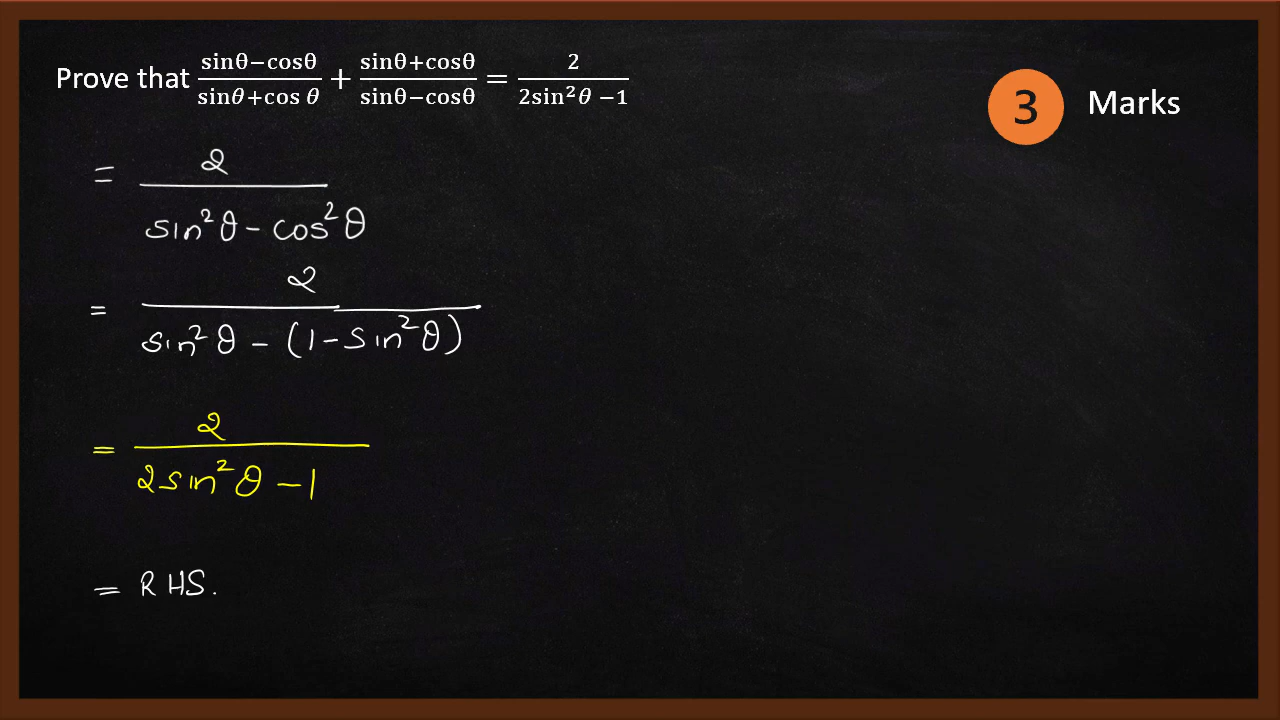 Prove that (sinθ−cosθ)/(sinθ+cos θ) + (sinθ+cosθ)/(sinθ−cosθ) = 2/(2sin²θ −1)
3 Marks
= 2/(sin²θ - cos²θ)
= 2/(sin²θ - (1-sin²θ))
= 2/(2sin²θ - 1)
= RHS.